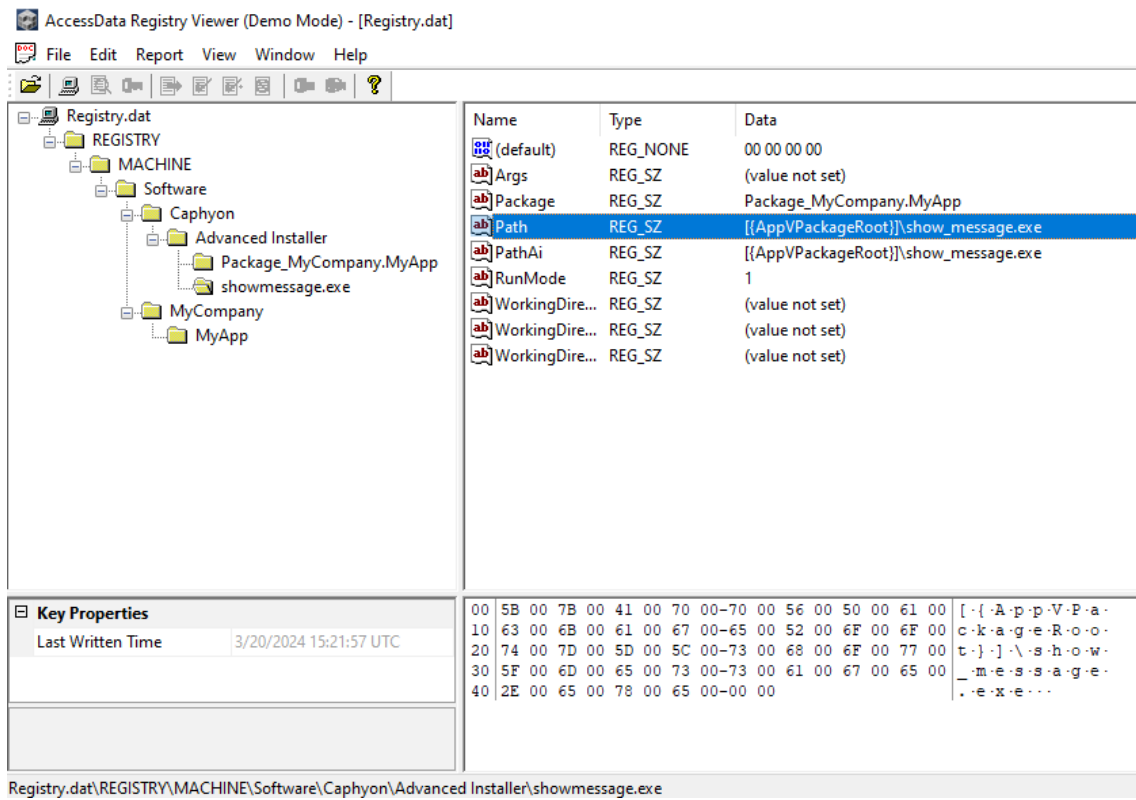 AccessData Registry Viewer (Demo Mode) - [Registry.dat]
DOC
File Edit Report View Window Help
Registry.dat
REGISTRY
MACHINE
Software
Caphyon
Advanced Installer
Package_MyCompany.MyApp
showmessage.exe
MyCompany
MyApp
Name Type Data
(default) REG_NONE 00 00 00 00
Args REG_SZ (value not set)
Package REG_SZ Package_MyCompany.MyApp
Path REG_SZ [{AppVPackageRoot}]\show_message.exe
PathAi REG_SZ [{AppVPackageRoot}]\show_message.exe
RunMode REG_SZ 1
WorkingDire... REG_SZ (value not set)
WorkingDire... REG_SZ (value not set)
WorkingDire... REG_SZ (value not set)
Key Properties
Last Written Time 3/20/2024 15:21:57 UTC
00 5B 00 7B 00 41 00 70 00-70 00 56 00 50 00 61 00 [·{·A·p·p·V·P·a·
10 63 00 6B 00 61 00 67 00-65 00 52 00 6F 00 6F 00 c·k·a·g·e·R·o·o·
20 74 00 7D 00 5D 00 5C 00-73 00 68 00 6F 00 77 00 t·}·]·\·s·h·o·w·
30 5F 00 6D 00 65 00 73 00-73 00 61 00 67 00 65 00 _·m·e·s·s·a·g·e·
40 2E 00 65 00 78 00 65 00-00 00 .·e·x·e···
Registry.dat\REGISTRY\MACHINE\Software\Caphyon\Advanced Installer\showmessage.exe